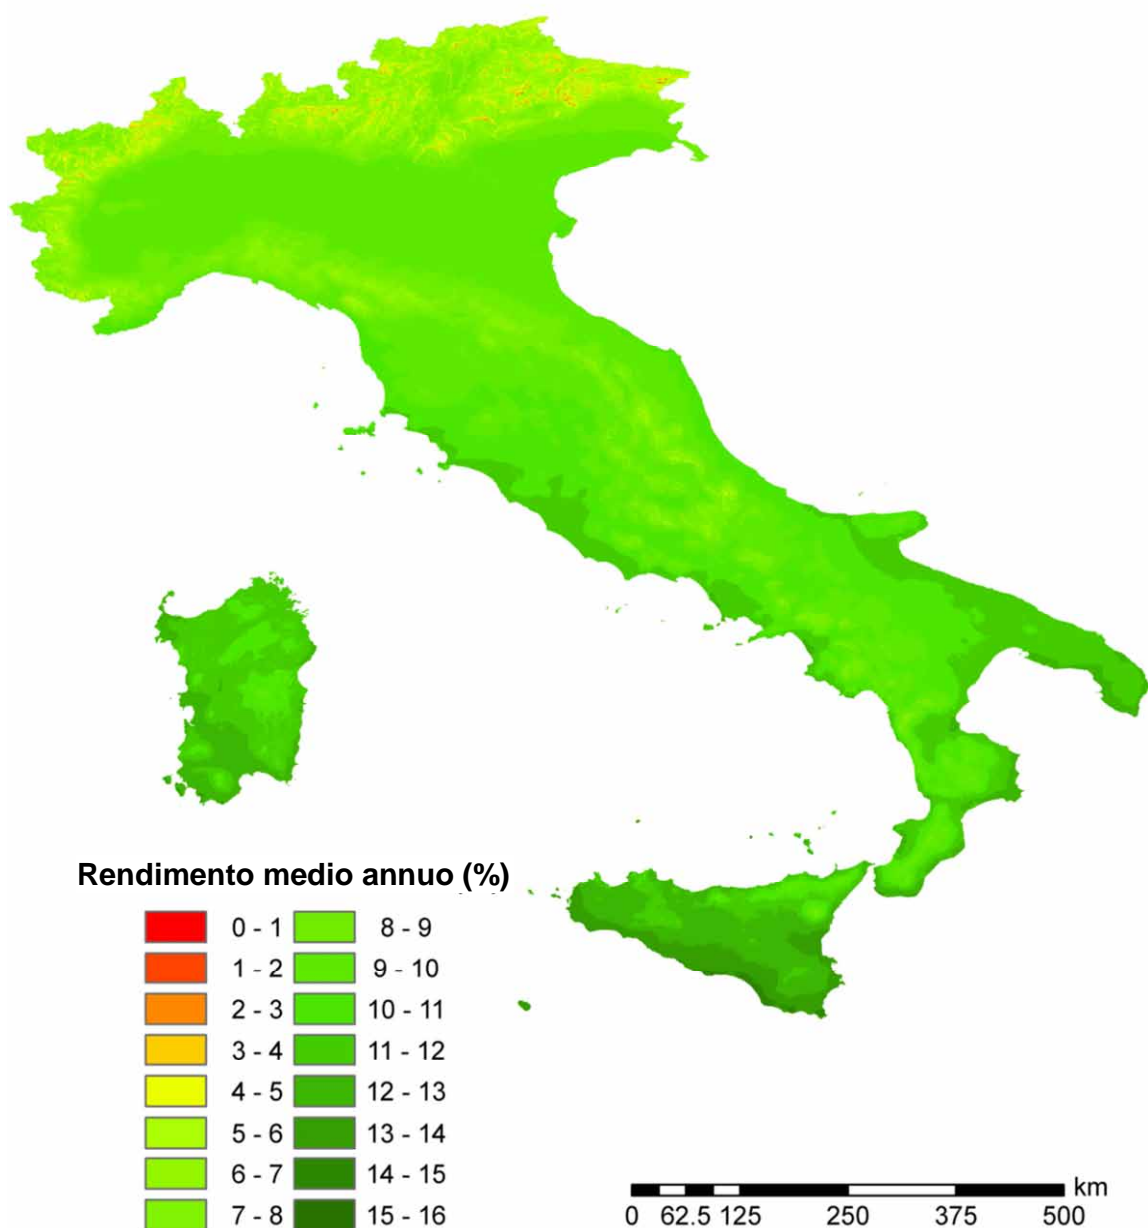 Rendimento medio annuo (%)
0 - 1 8 - 9
1 - 2 9 - 10
2 - 3 10 - 11
3 - 4 11 - 12
4 - 5 12 - 13
5 - 6 13 - 14
6 - 7 14 - 15
7 - 8 15 - 16
km
0 62.5 125 250 375 500